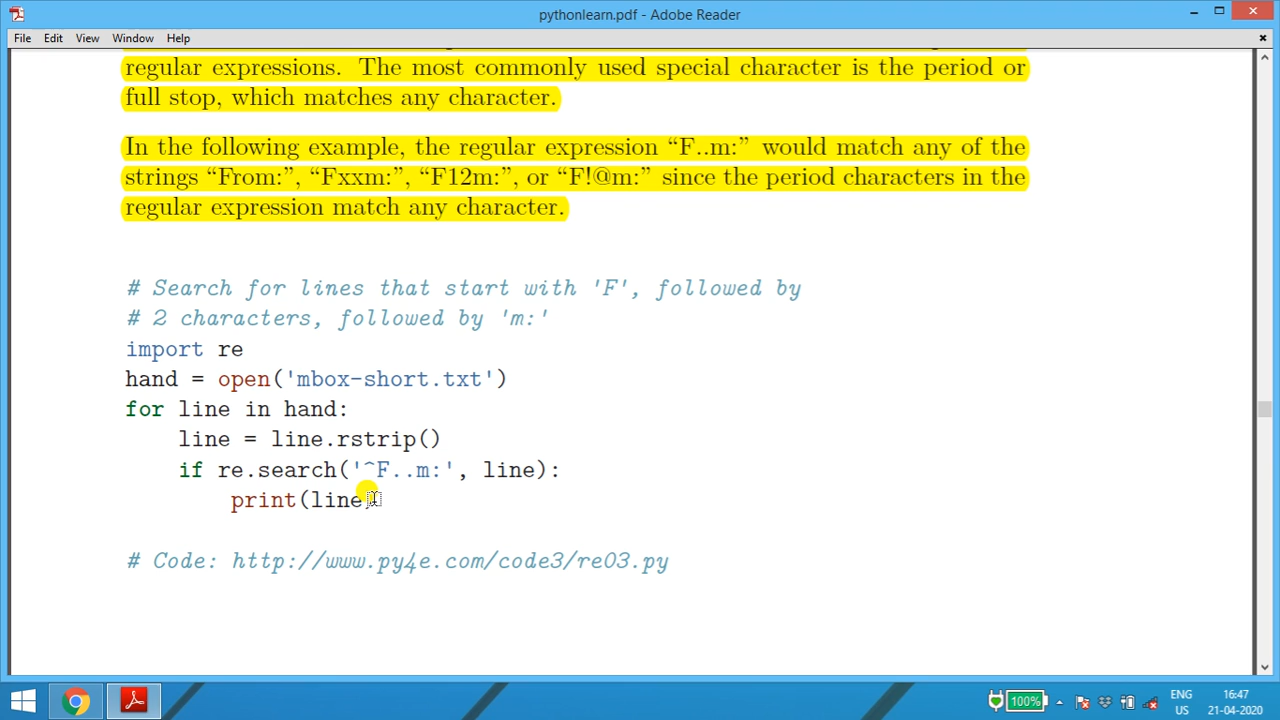 pythonlearn.pdf - Adobe Reader
File Edit View Window Help
regular expressions. The most commonly used special character is the period or
full stop, which matches any character.
In the following example, the regular expression “F..m:” would match any of the
strings “From:”, “Fxxm:”, “F12m:”, or “F!@m:” since the period characters in the
regular expression match any character.
# Search for lines that start with 'F', followed by
# 2 characters, followed by 'm:'
import re
hand = open('mbox-short.txt')
for line in hand:
line = line.rstrip()
if re.search('^F..m:', line):
print(line)
# Code: http://www.py4e.com/code3/re03.py
100%
ENG 16:47
US 21-04-2020